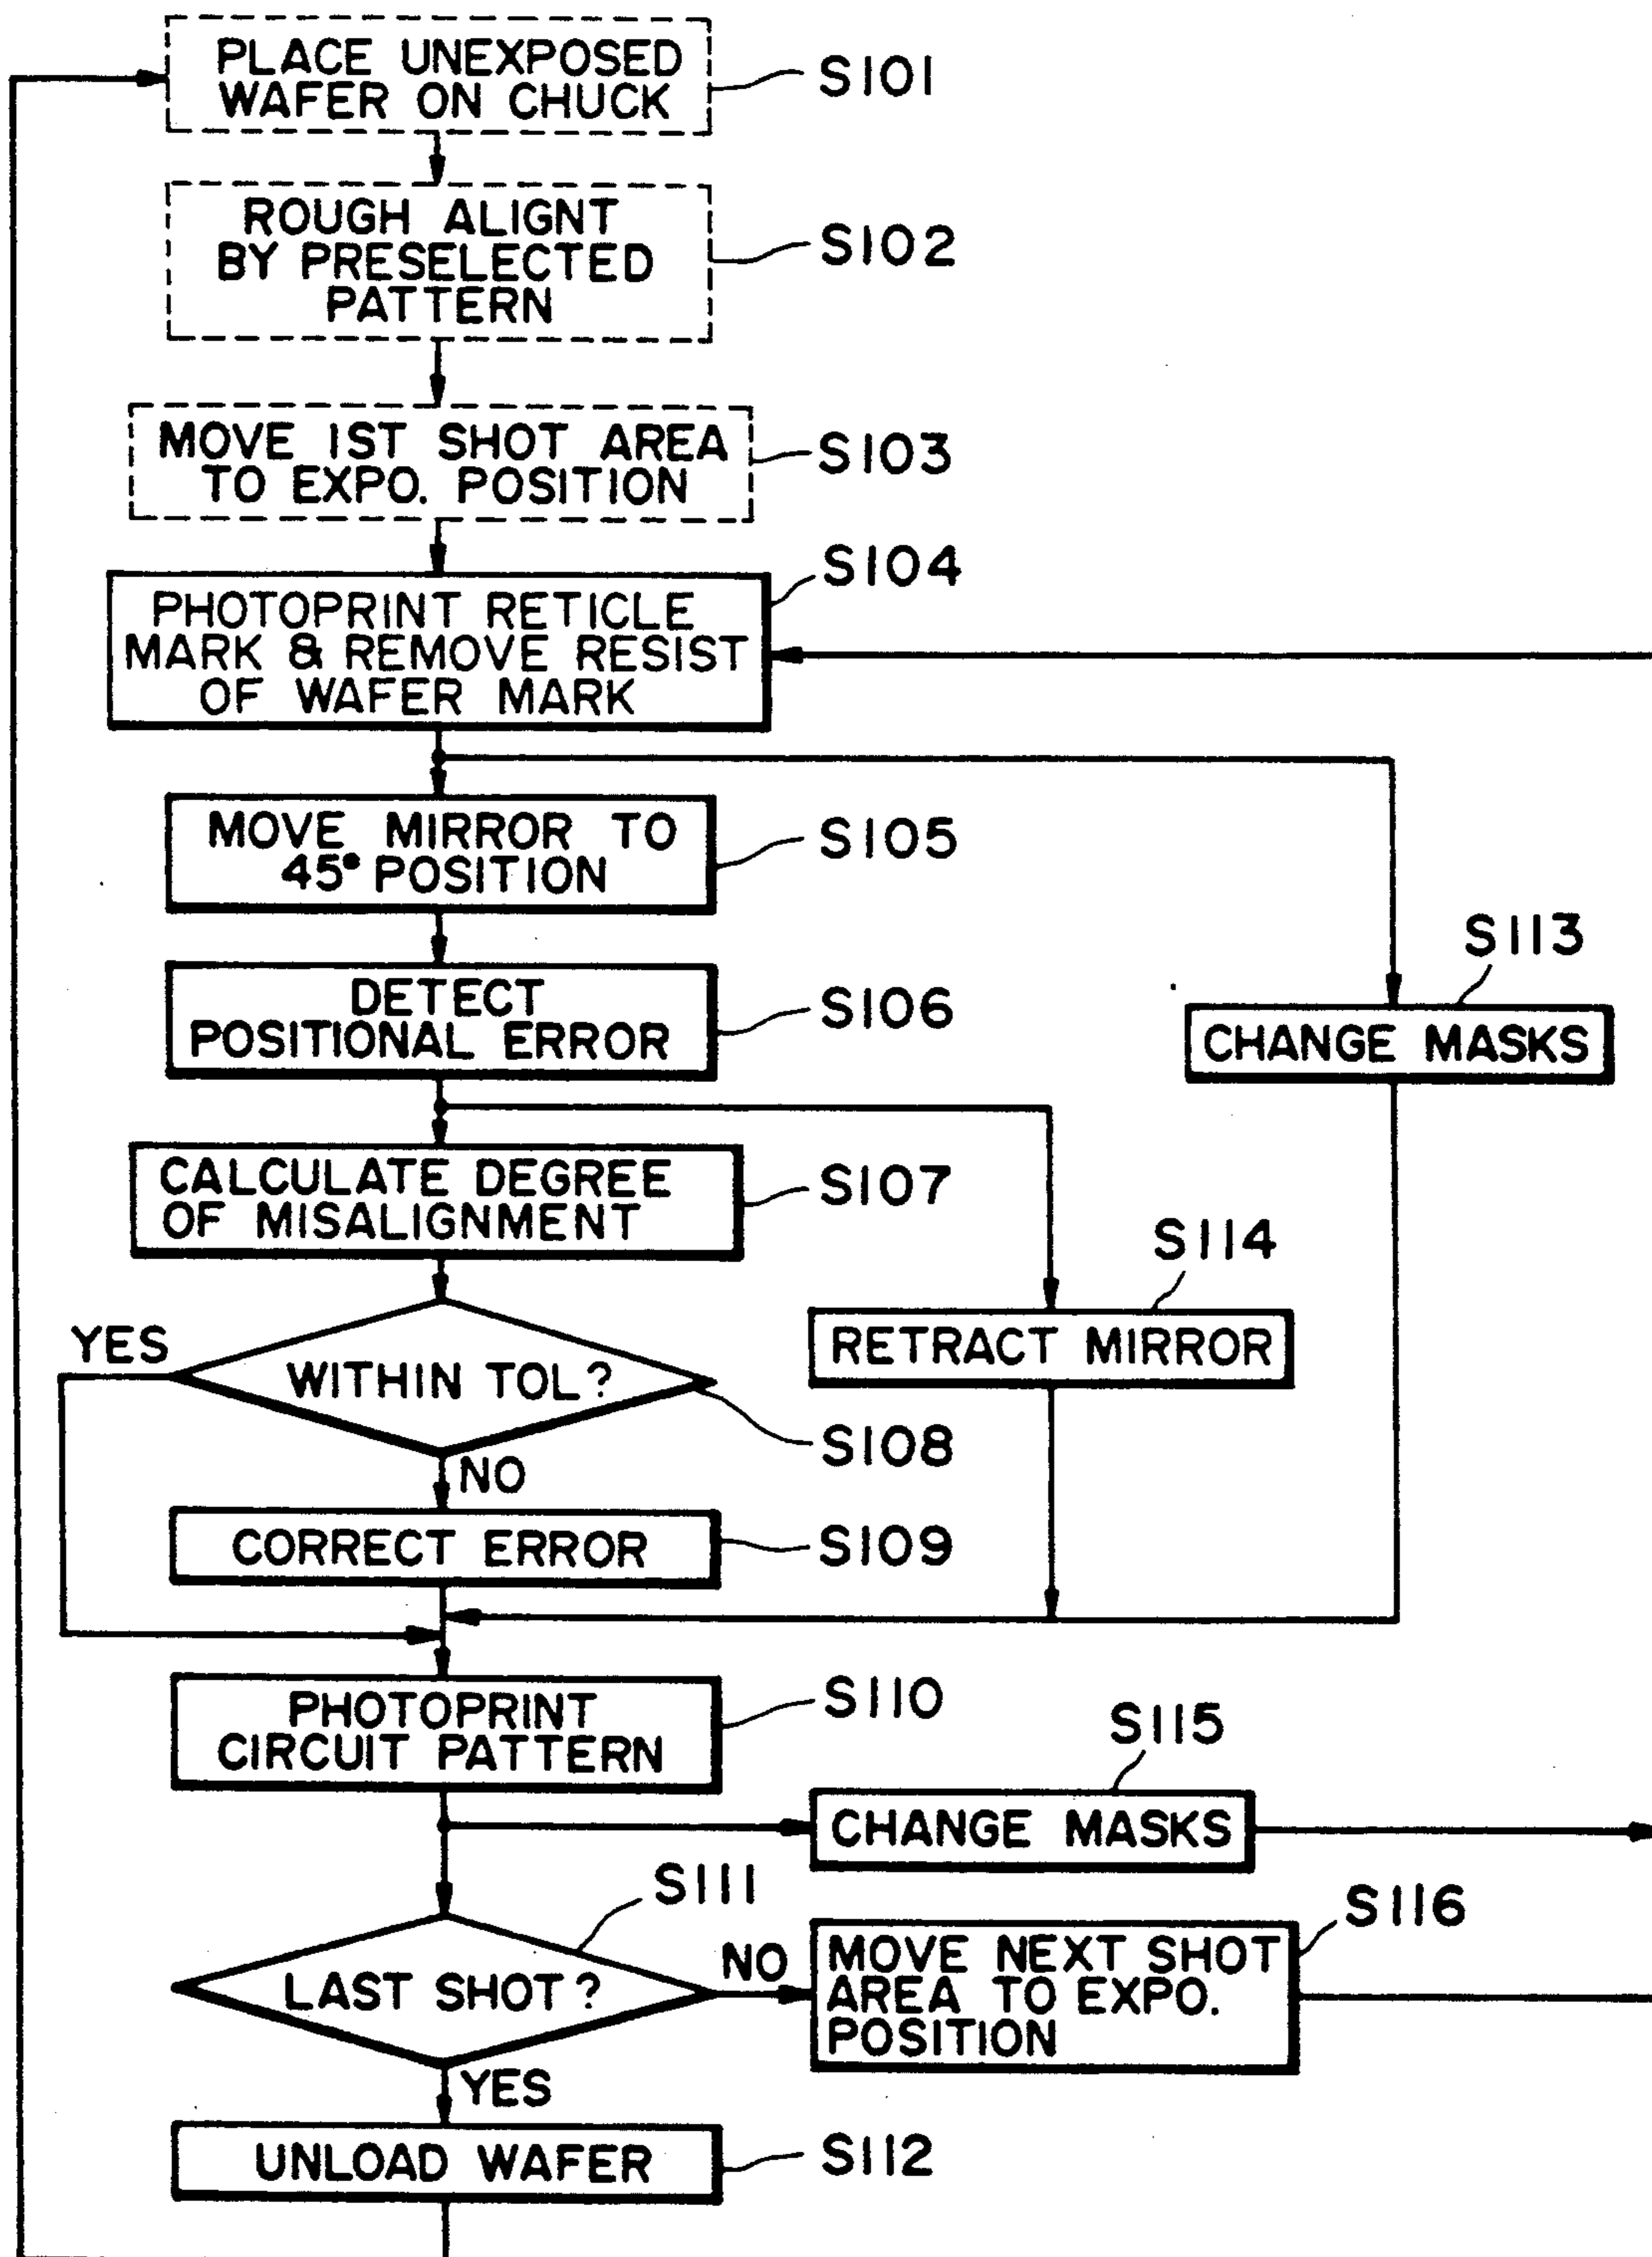 PLACE UNEXPOSED
WAFER ON CHUCK
S101
ROUGH ALIGNT
BY PRESELECTED
PATTERN
S102
MOVE 1ST SHOT AREA
TO EXPO. POSITION
S103
S104
PHOTOPRINT RETICLE
MARK & REMOVE RESIST
OF WAFER MARK
MOVE MIRROR TO
45° POSITION
S105
S113
DETECT
POSITIONAL ERROR
S106
CHANGE MASKS
CALCULATE DEGREE
OF MISALIGNMENT
S107
S114
RETRACT MIRROR
YES
WITHIN TOL?
S108
NO
CORRECT ERROR
S109
PHOTOPRINT
CIRCUIT PATTERN
S110
S115
CHANGE MASKS
S111
S116
LAST SHOT?
NO
MOVE NEXT SHOT
AREA TO EXPO.
POSITION
YES
UNLOAD WAFER
S112